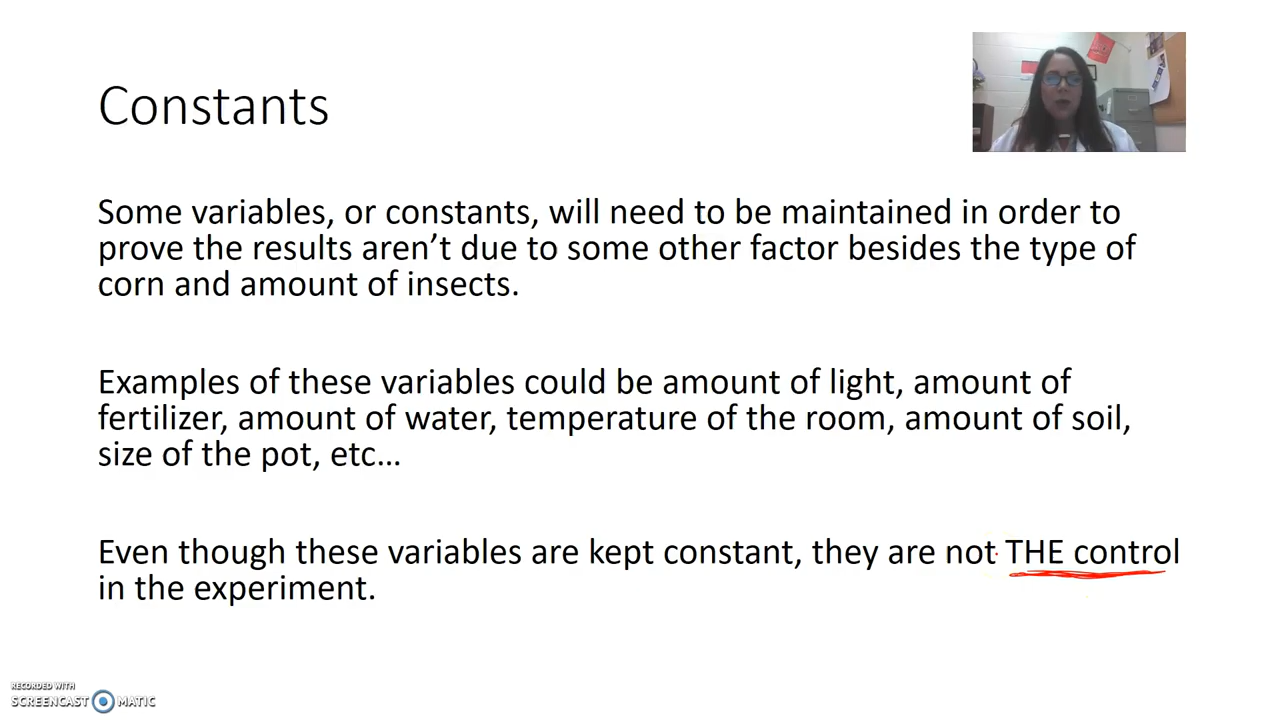 Constants
Some variables, or constants, will need to be maintained in order to
prove the results aren’t due to some other factor besides the type of
corn and amount of insects.
Examples of these variables could be amount of light, amount of
fertilizer, amount of water, temperature of the room, amount of soil,
size of the pot, etc…
Even though these variables are kept constant, they are not THE control
in the experiment.
RECORDED WITH
SCREENCAST MATIC